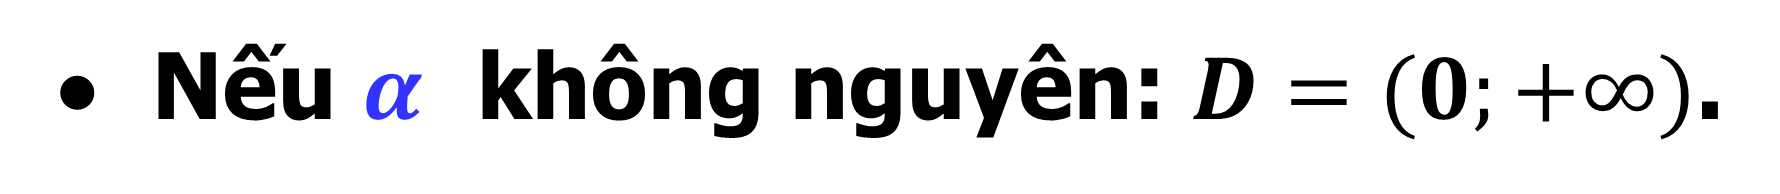 • Nếu α không nguyên: D = (0; +∞).